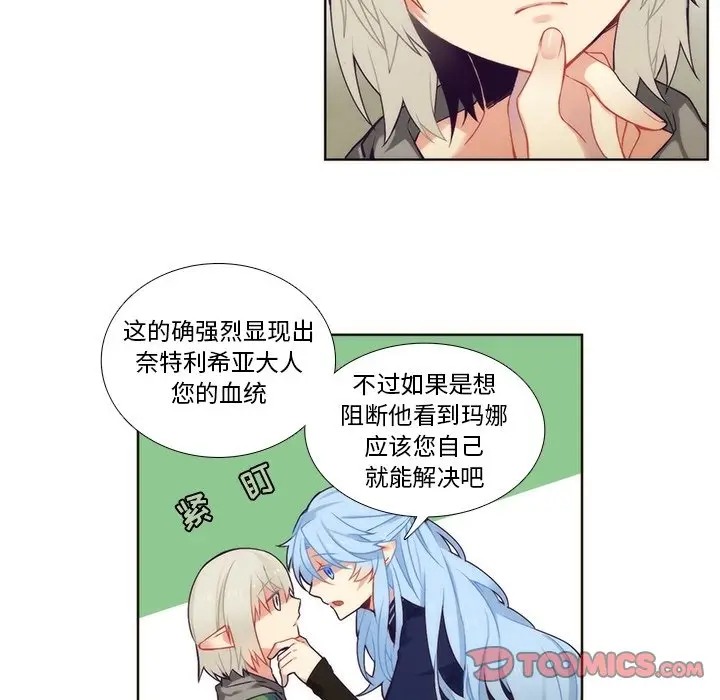 这的确强烈显现出
奈特利希亚大人
您的血统
不过如果是想
阻断他看到玛娜
应该您自己
就能解决吧
紧 盯
TOOMICS.COM